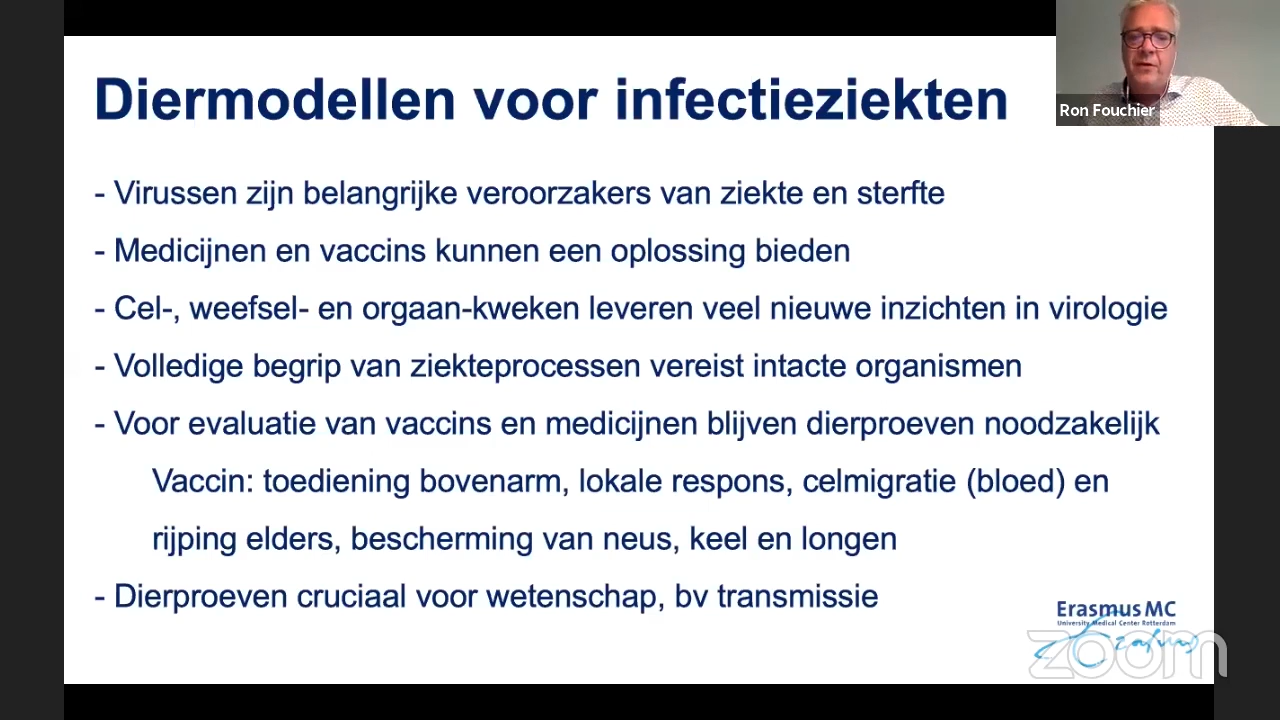 Diermodellen voor infectieziekten
Ron Fouchier
- Virussen zijn belangrijke veroorzakers van ziekte en sterfte
- Medicijnen en vaccins kunnen een oplossing bieden
- Cel-, weefsel- en orgaan-kweken leveren veel nieuwe inzichten in virologie
- Volledige begrip van ziekteprocessen vereist intacte organismen
- Voor evaluatie van vaccins en medicijnen blijven dierproeven noodzakelijk
Vaccin: toediening bovenarm, lokale respons, celmigratie (bloed) en
rijping elders, bescherming van neus, keel en longen
- Dierproeven cruciaal voor wetenschap, bv transmissie
Erasmus MC
University Medical Center Rotterdam
zoom